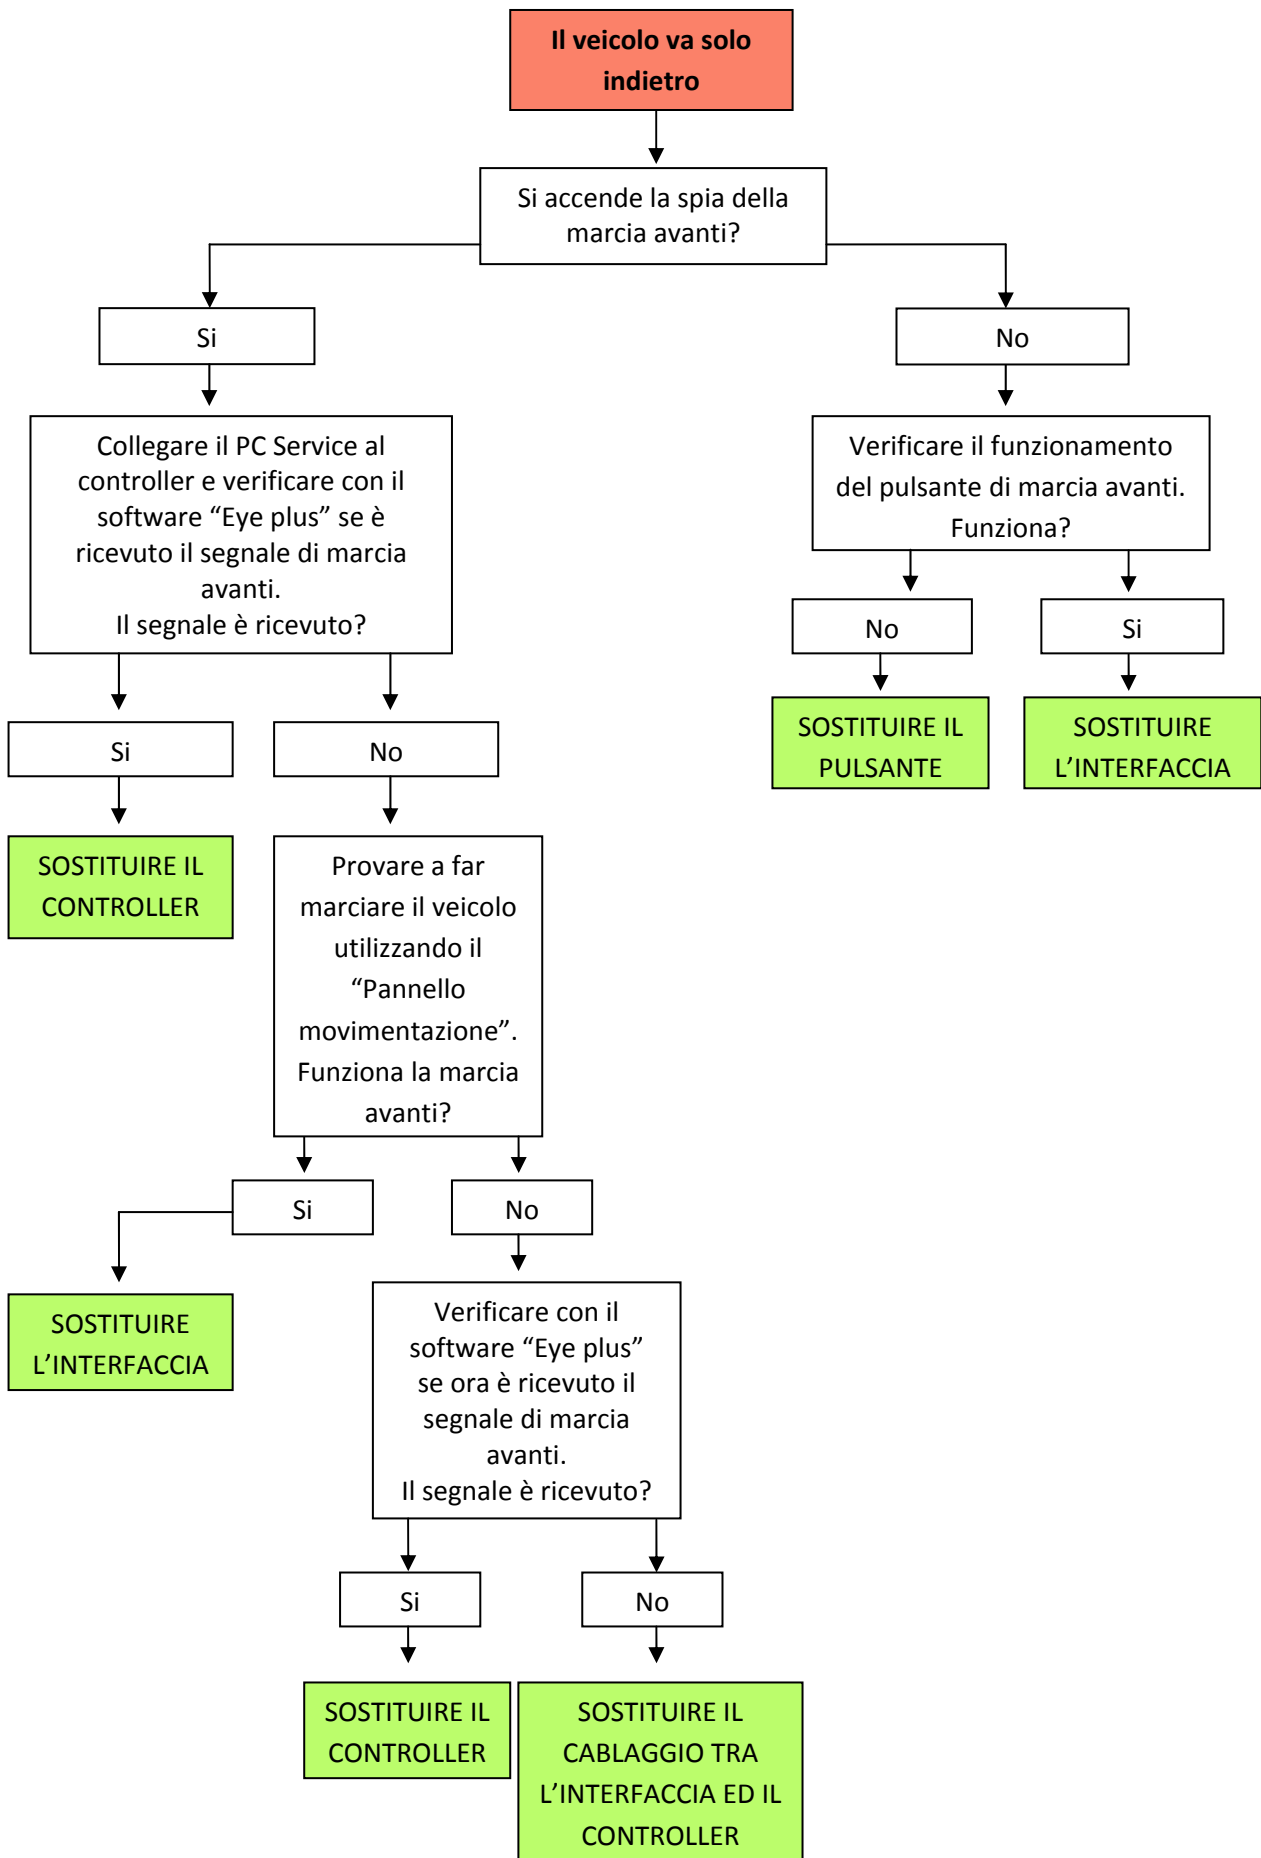 Il veicolo va solo
indietro
Si accende la spia della
marcia avanti?
Si
No
Collegare il PC Service al
controller e verificare con il
software “Eye plus” se è
ricevuto il segnale di marcia
avanti.
Il segnale è ricevuto?
Verificare il funzionamento
del pulsante di marcia avanti.
Funziona?
No
Si
SOSTITUIRE IL
PULSANTE
SOSTITUIRE
L’INTERFACCIA
Si
No
SOSTITUIRE IL
CONTROLLER
Provare a far
marciare il veicolo
utilizzando il
“Pannello
movimentazione”.
Funziona la marcia
avanti?
Si
No
SOSTITUIRE
L’INTERFACCIA
Verificare con il
software “Eye plus”
se ora è ricevuto il
segnale di marcia
avanti.
Il segnale è ricevuto?
Si
No
SOSTITUIRE IL
CONTROLLER
SOSTITUIRE IL
CABLAGGIO TRA
L’INTERFACCIA ED IL
CONTROLLER